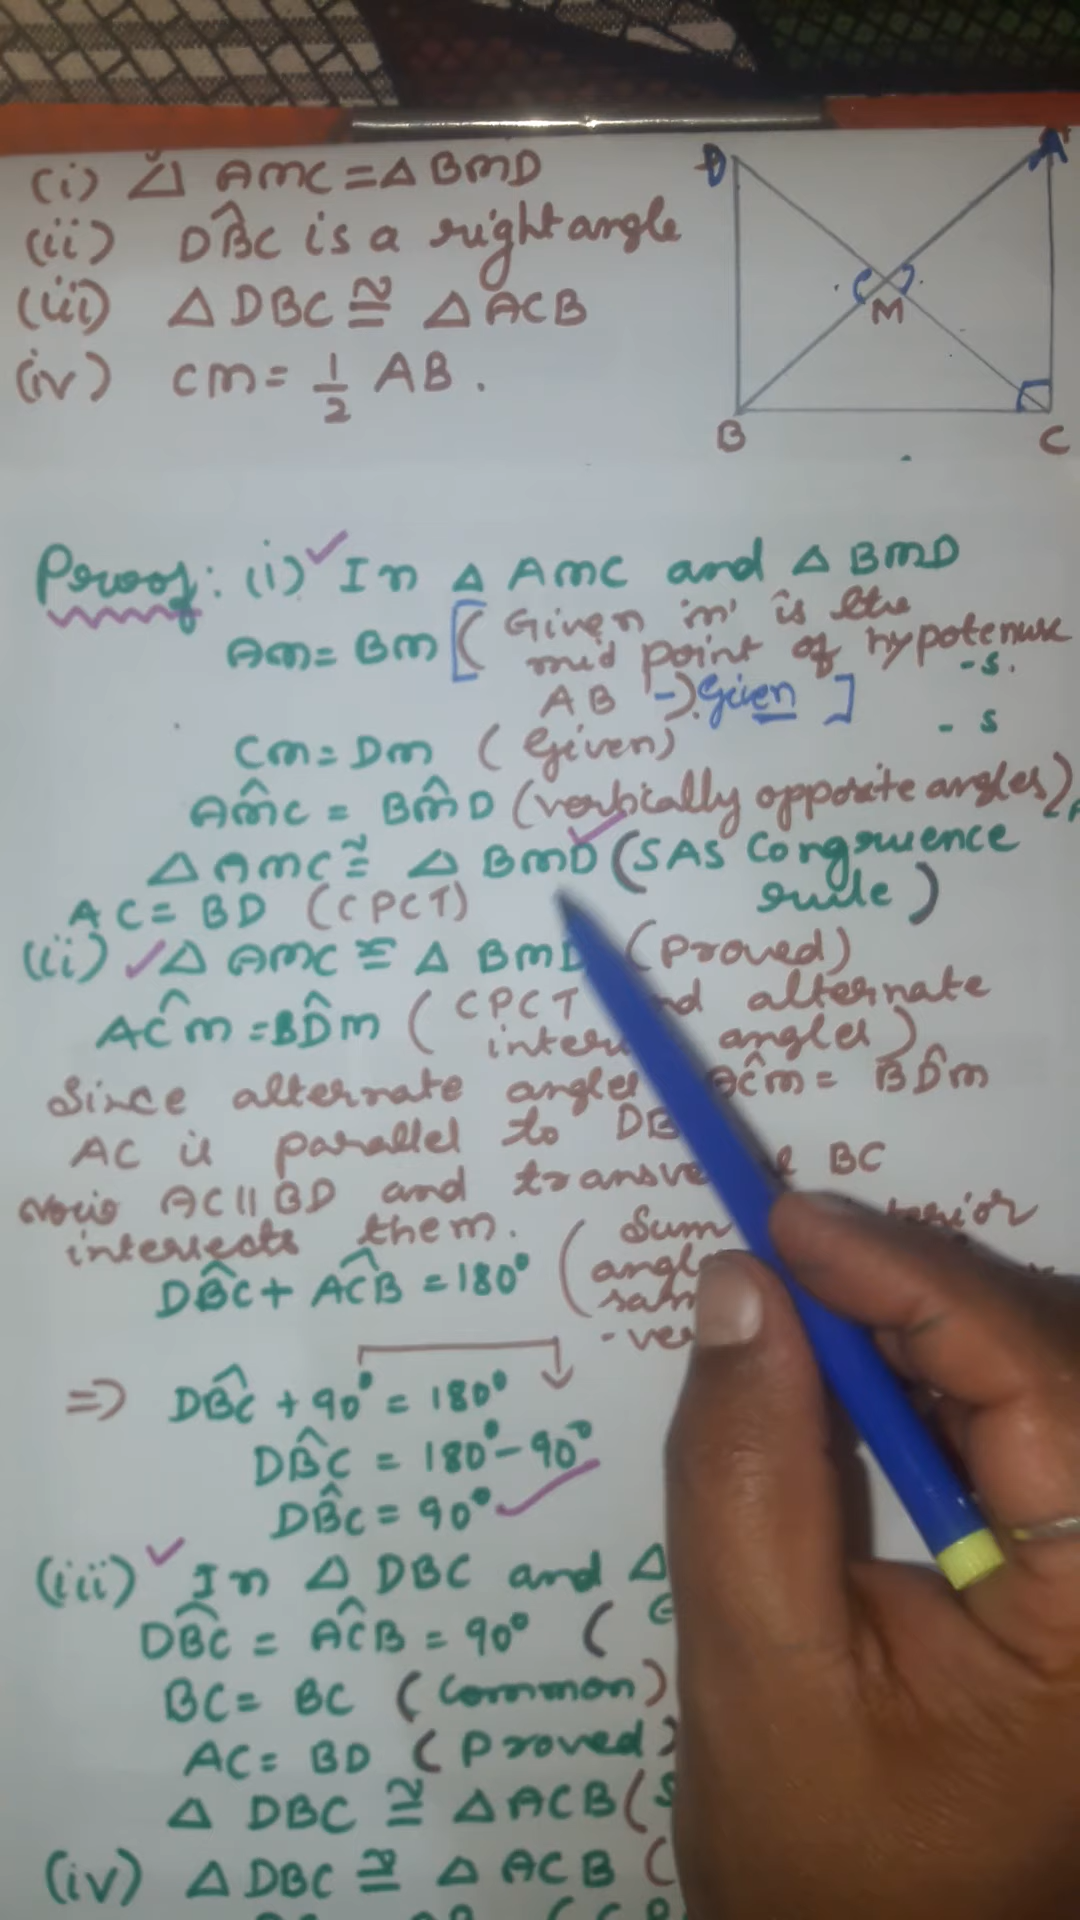 (i) △ AMC = △ BMD
(ii) DB̂C is a right angle
(iii) △ DBC ≅ △ ACB
(iv) CM = 1/2 AB.
D A
M
B C
Proof: (i) In △ AMC and △ BMD
AM = BM [( Given 'm' is the
mid point of hypotenuse
AB -). Given ] - S.
CM = DM (Given) - S
AM̂C = BM̂D (vertically opposite angles)
△ AMC ≅ △ BMD (SAS Congruence
rule)
AC = BD (CPCT)
(ii) △ AMC ≅ △ BMD (Proved)
AĈM = BD̂M ( CPCT and alternate
angles)
Since alternate angles AĈM = BD̂M
AC is parallel to DB
Now AC || BD and BC
intersects them.
DB̂C + AĈB = 180° ( Sum
⇒ DB̂C + 90° = 180°
DB̂C = 180° - 90°
DB̂C = 90°
(iii) In △ DBC and △
DB̂C = AĈB = 90° (
BC = BC (Common)
AC = BD (Proved)
△ DBC ≅ △ ACB (S
(iv) △ DBC ≅ △ ACB (